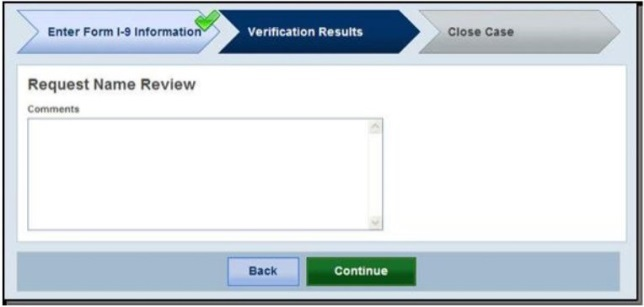 Enter Form I-9 Information
Verification Results
Close Case
Request Name Review
Comments
Back
Continue